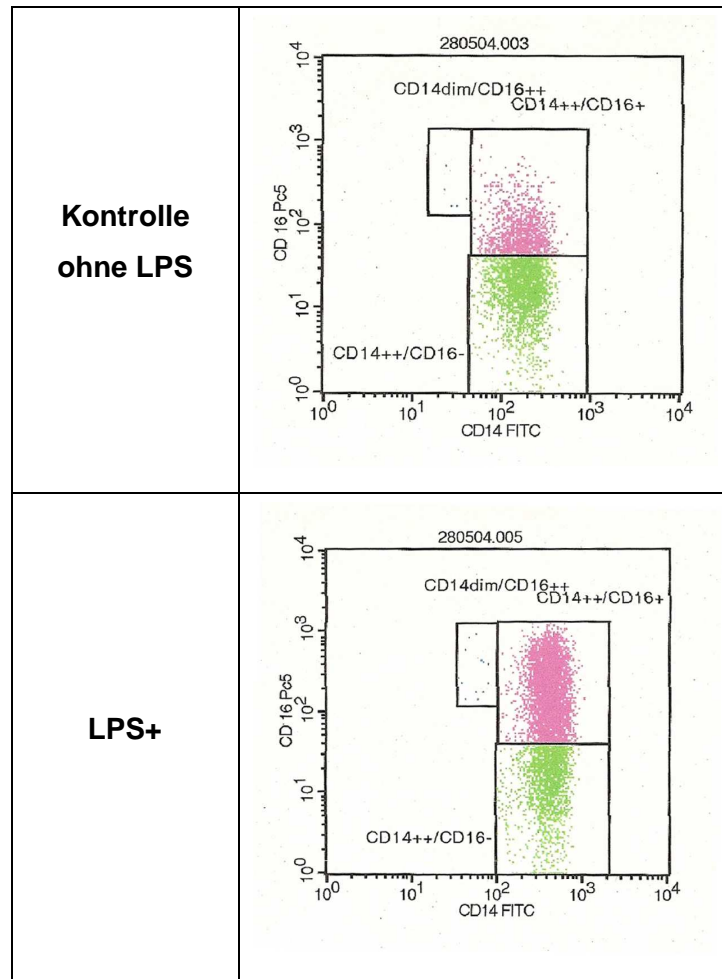 Kontrolle
ohne LPS
280504.003
CD14dim/CD16++
CD14++/CD16+
CD14++/CD16-
CD 16 Pc5
10^4
10^3
10^2
10^1
10^0
10^0 10^1 10^2 10^3 10^4
CD14 FITC
LPS+
280504.005
CD14dim/CD16++
CD14++/CD16+
CD14++/CD16-
CD 16 Pc5
10^4
10^3
10^2
10^1
10^0
10^0 10^1 10^2 10^3 10^4
CD14 FITC